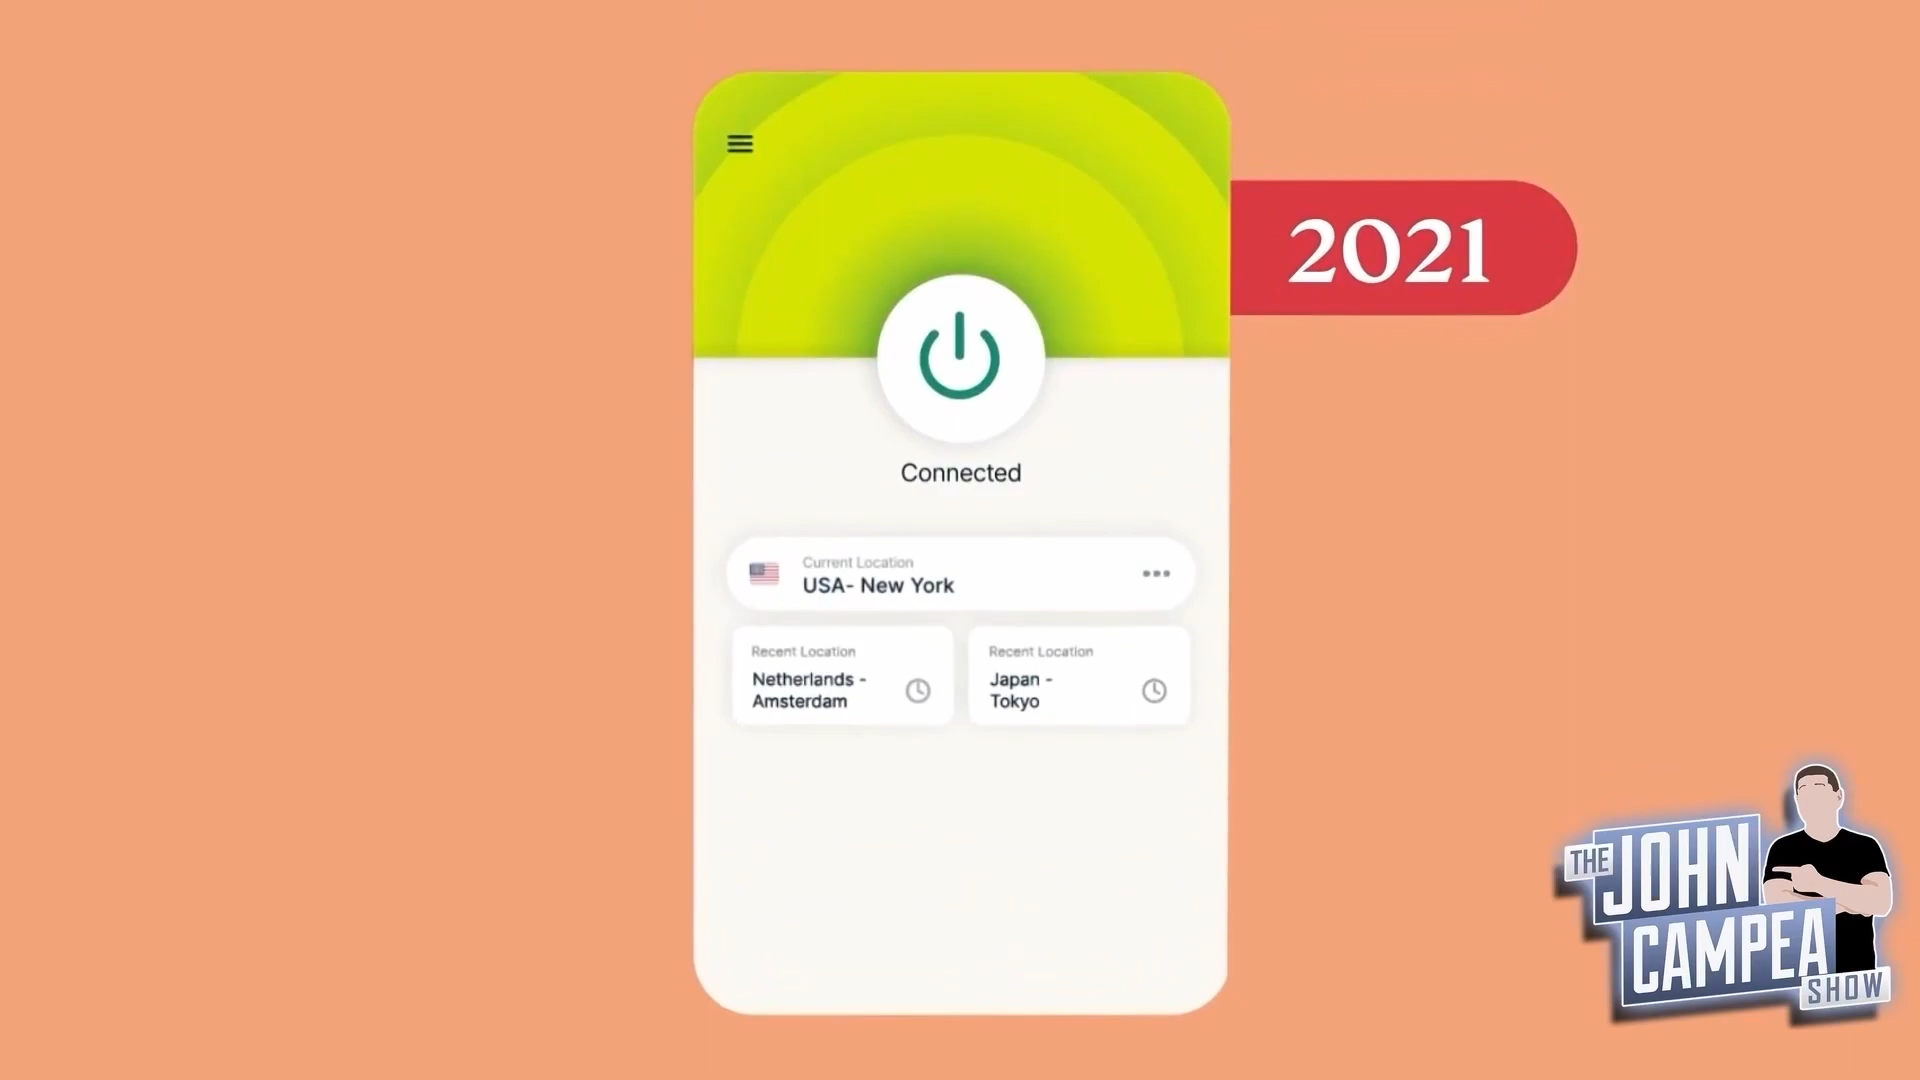 2021
Connected
Current Location
USA- New York
Recent Location
Netherlands -
Amsterdam
Recent Location
Japan -
Tokyo
THE JOHN
CAMPEA
SHOW